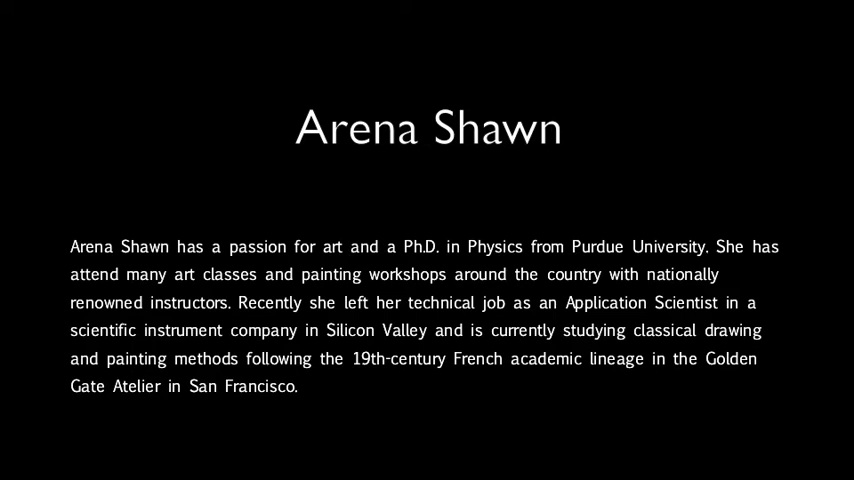 Arena Shawn
Arena Shawn has a passion for art and a Ph.D. in Physics from Purdue University. She has
attend many art classes and painting workshops around the country with nationally
renowned instructors. Recently she left her technical job as an Application Scientist in a
scientific instrument company in Silicon Valley and is currently studying classical drawing
and painting methods following the 19th-century French academic lineage in the Golden
Gate Atelier in San Francisco.